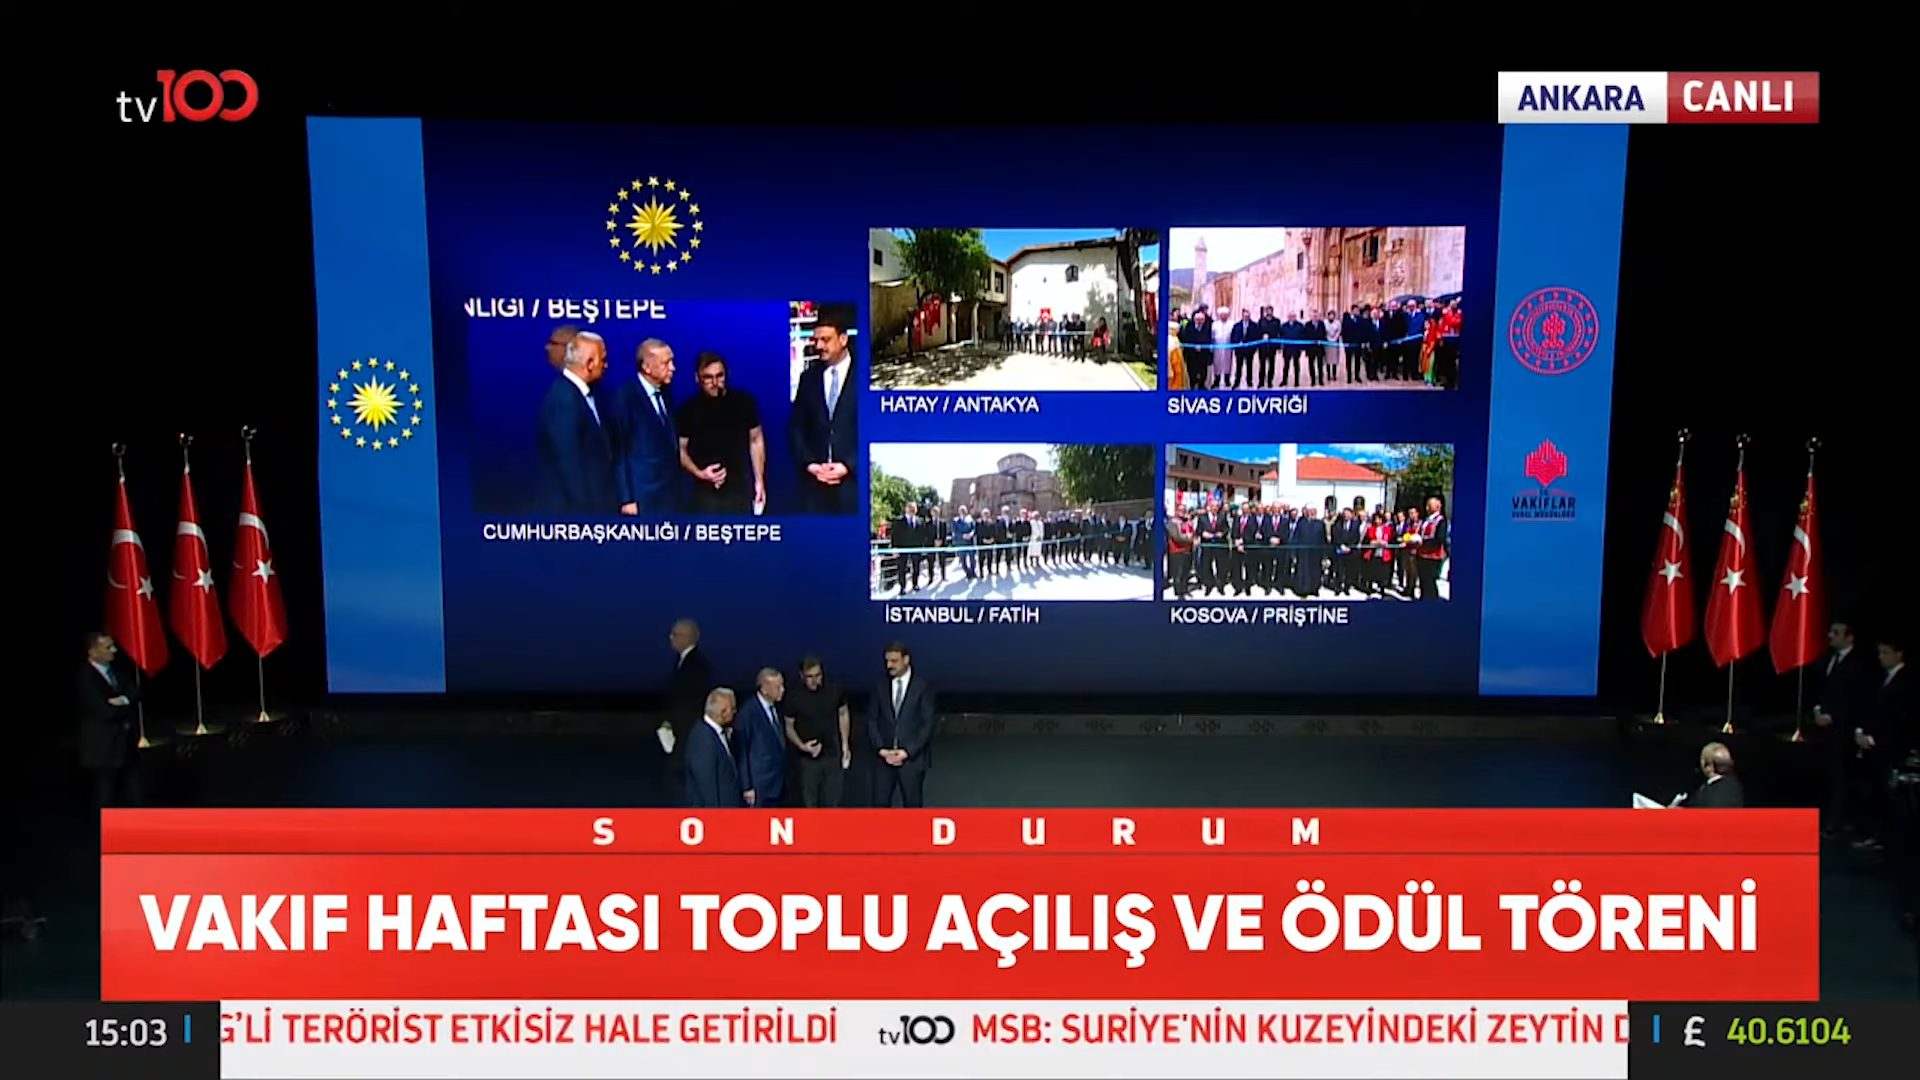 tv100
ANKARA CANLI
NLIĞI / BEŞTEPE
CUMHURBAŞKANLIĞI / BEŞTEPE
HATAY / ANTAKYA
SİVAS / DİVRİĞİ
İSTANBUL / FATİH
KOSOVA / PRİŞTİNE
VAKIFLAR
SON DURUM
VAKIF HAFTASI TOPLU AÇILIŞ VE ÖDÜL TÖRENİ
15:03
G'Lİ TERÖRİST ETKİSİZ HALE GETİRİLDİ tv100 MSB: SURİYE'NİN KUZEYİNDEKİ ZEYTİN D
£ 40.6104